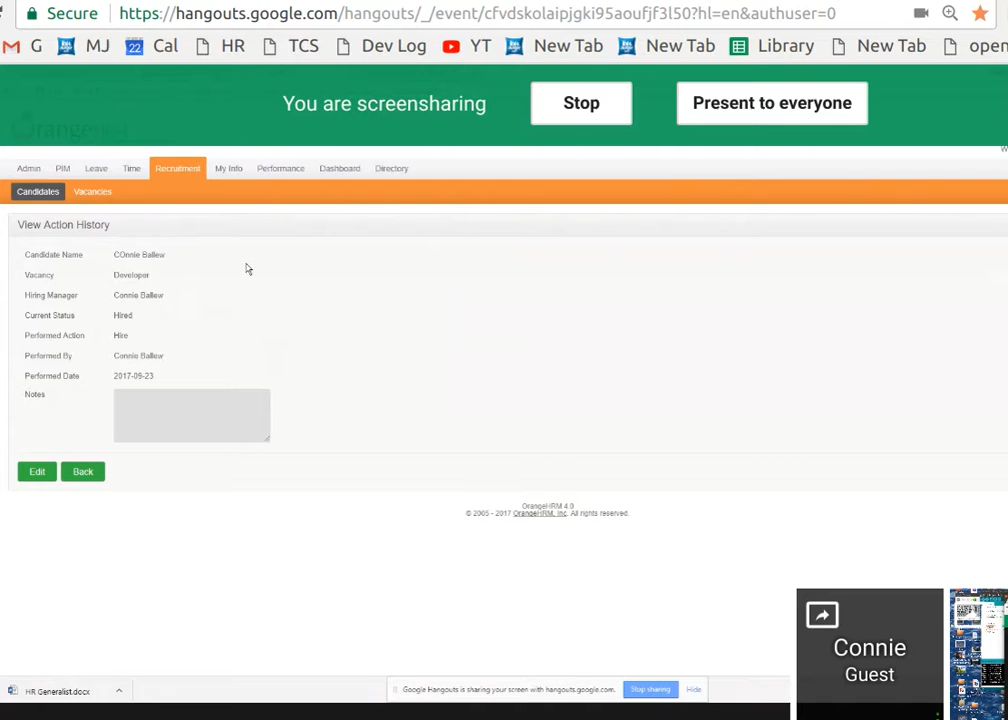 Secure https://hangouts.google.com/hangouts/_/event/cfvdskolaipjgki95aoufjf3l50?hl=en&authuser=0
G MJ 22 Cal HR TCS Dev Log YT New Tab New Tab Library New Tab open
You are screensharing Stop Present to everyone
Admin PIM Leave Time Recruitment My Info Performance Dashboard Directory
Candidates Vacancies
View Action History
Candidate Name COnnie Ballew
Vacancy Developer
Hiring Manager Connie Ballew
Current Status Hired
Performed Action Hire
Performed By Connie Ballew
Performed Date 2017-09-23
Notes
Edit Back
OrangeHRM 4.0
© 2005 - 2017 OrangeHRM, Inc. All rights reserved.
Connie
Guest
HR Generalist.docx
Google Hangouts is sharing your screen with hangouts.google.com. Stop sharing Hide